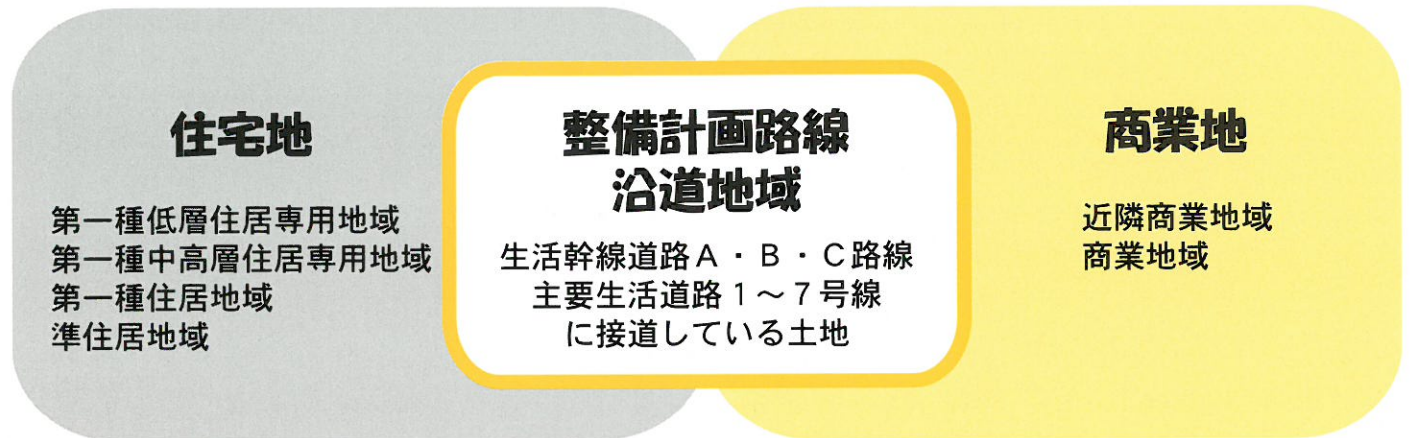 住宅地
第一種低層住居専用地域
第一種中高層住居専用地域
第一種住居地域
準住居地域
整備計画路線
沿道地域
生活幹線道路A・B・C路線
主要生活道路1～7号線
に接道している土地
商業地
近隣商業地域
商業地域